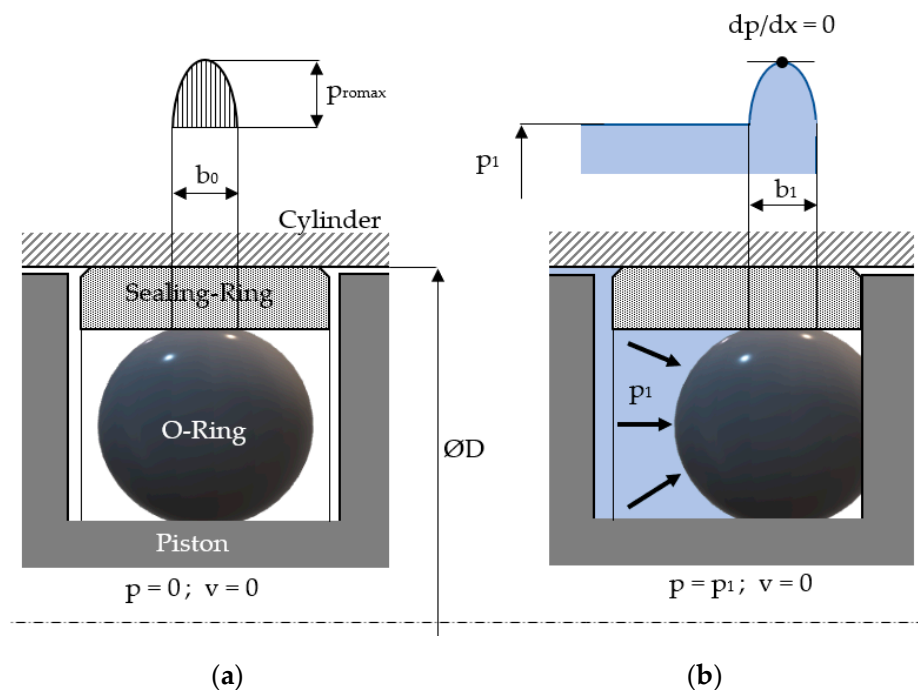 dp/dx = 0
promax
p1
b0
b1
Cylinder
Sealing-Ring
p1
O-Ring
ØD
Piston
p = 0 ; v = 0
p = p1 ; v = 0
(a)
(b)